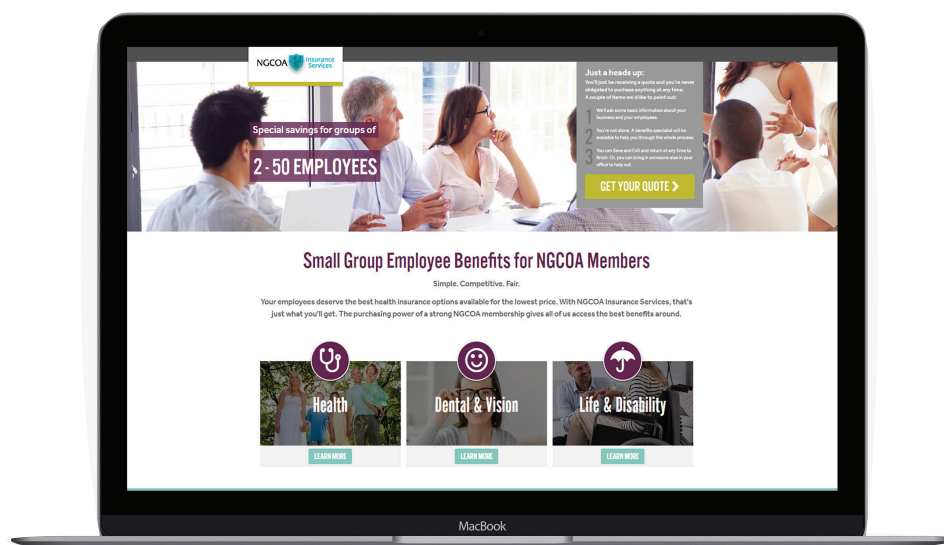 NGCOA Insurance
Services
Special savings for groups of
2 - 50 EMPLOYEES
Just a heads up:
You'll just be receiving a quote and you're never
obligated to puchase anything at any time.
A couple of items we'd like to point out:
1 We'll ask some basic information about your
business and your employees.
2 You're not alone. A benefits specialist will be
available to help you through the whole process.
3 You can Save and Exit and return at any time to
finish. Or, you can bring in someone else in your
office to help out.
GET YOUR QUOTE
Small Group Employee Benefits for NGCOA Members
Simple. Competitive. Fair.
Your employees deserve the best health insurance options available for the lowest price. With NGCOA Insurance Services, that's
just what you'll get. The purchasing power of a strong NGCOA membership gives all of us access the best benefits around.
Health
Dental & Vision
Life & Disability
LEARN MORE
LEARN MORE
LEARN MORE
MacBook